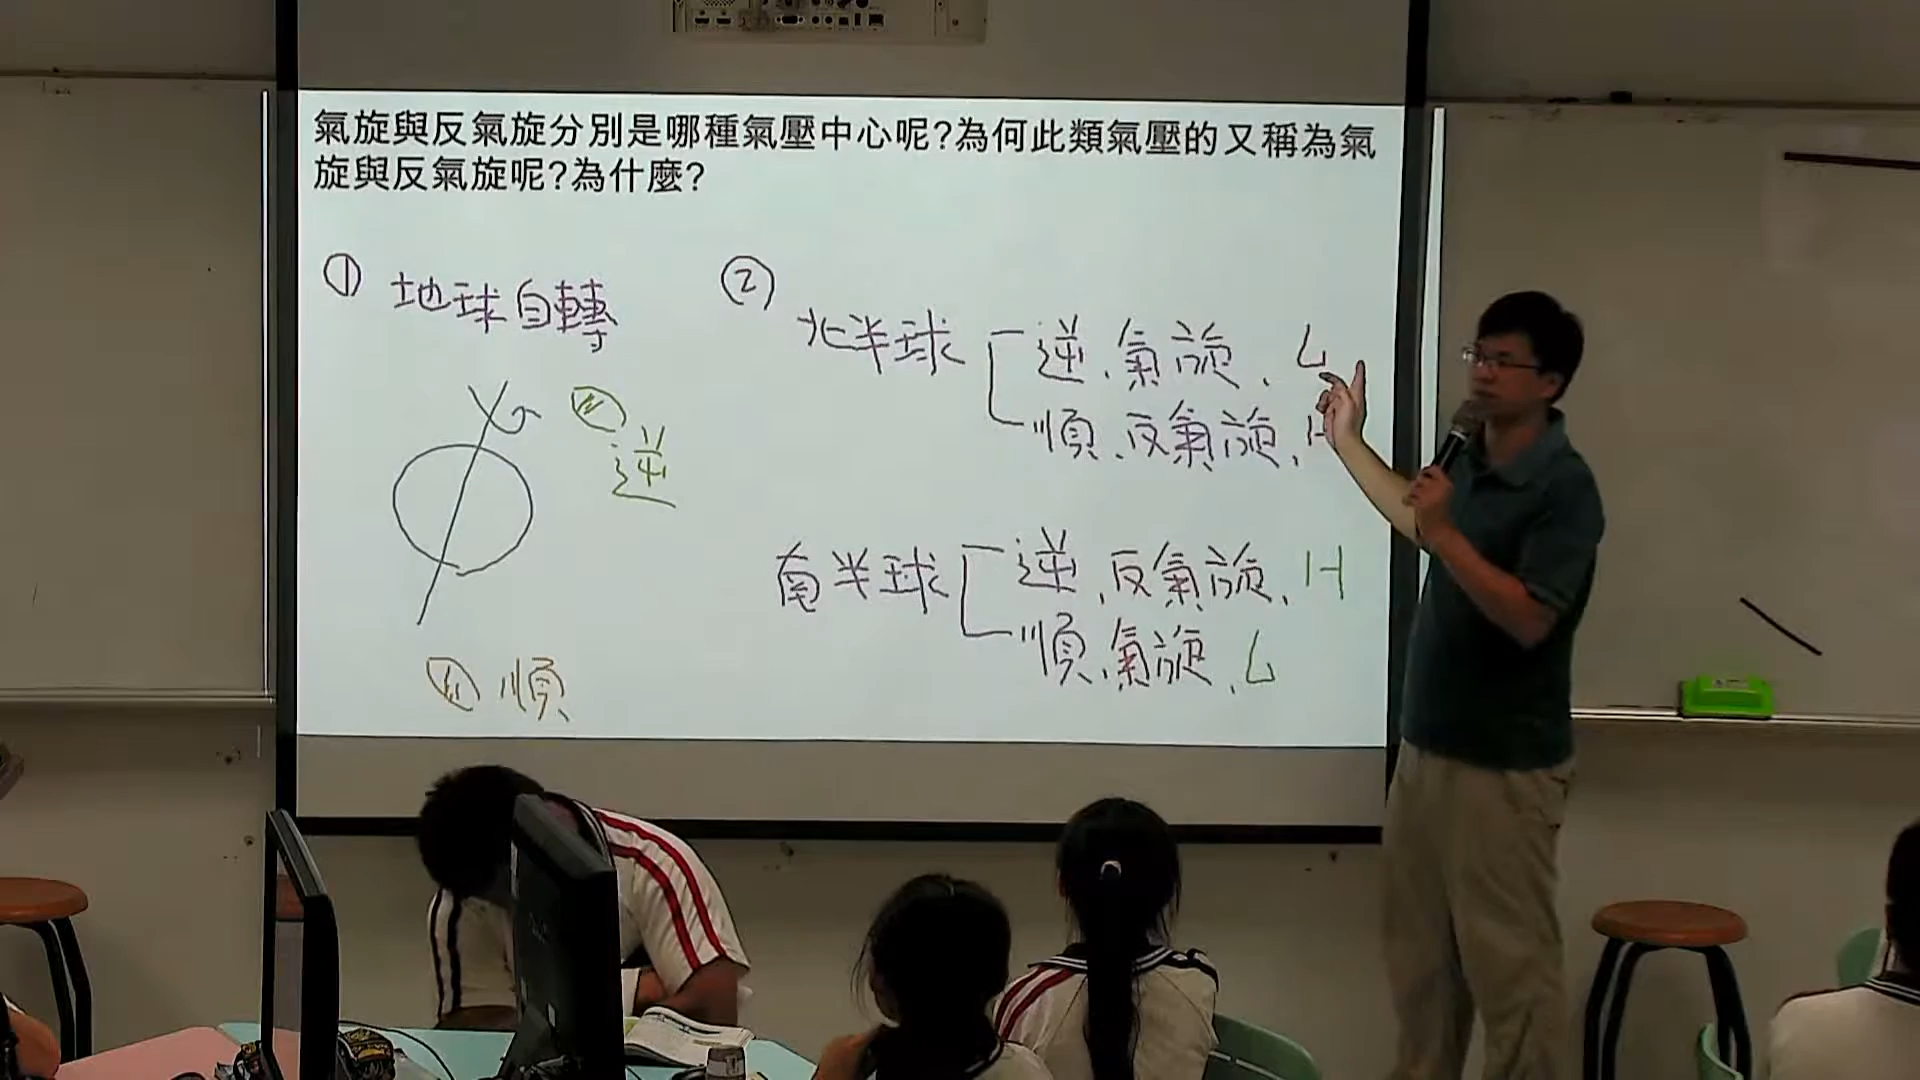 氣旋與反氣旋分別是哪種氣壓中心呢?為何此類氣壓的又稱為氣
旋與反氣旋呢?為什麼?
① 地球自轉
逆
順
②
北半球
逆、氣旋、L
順、反氣旋、H
南半球
逆、反氣旋、H
順、氣旋、L